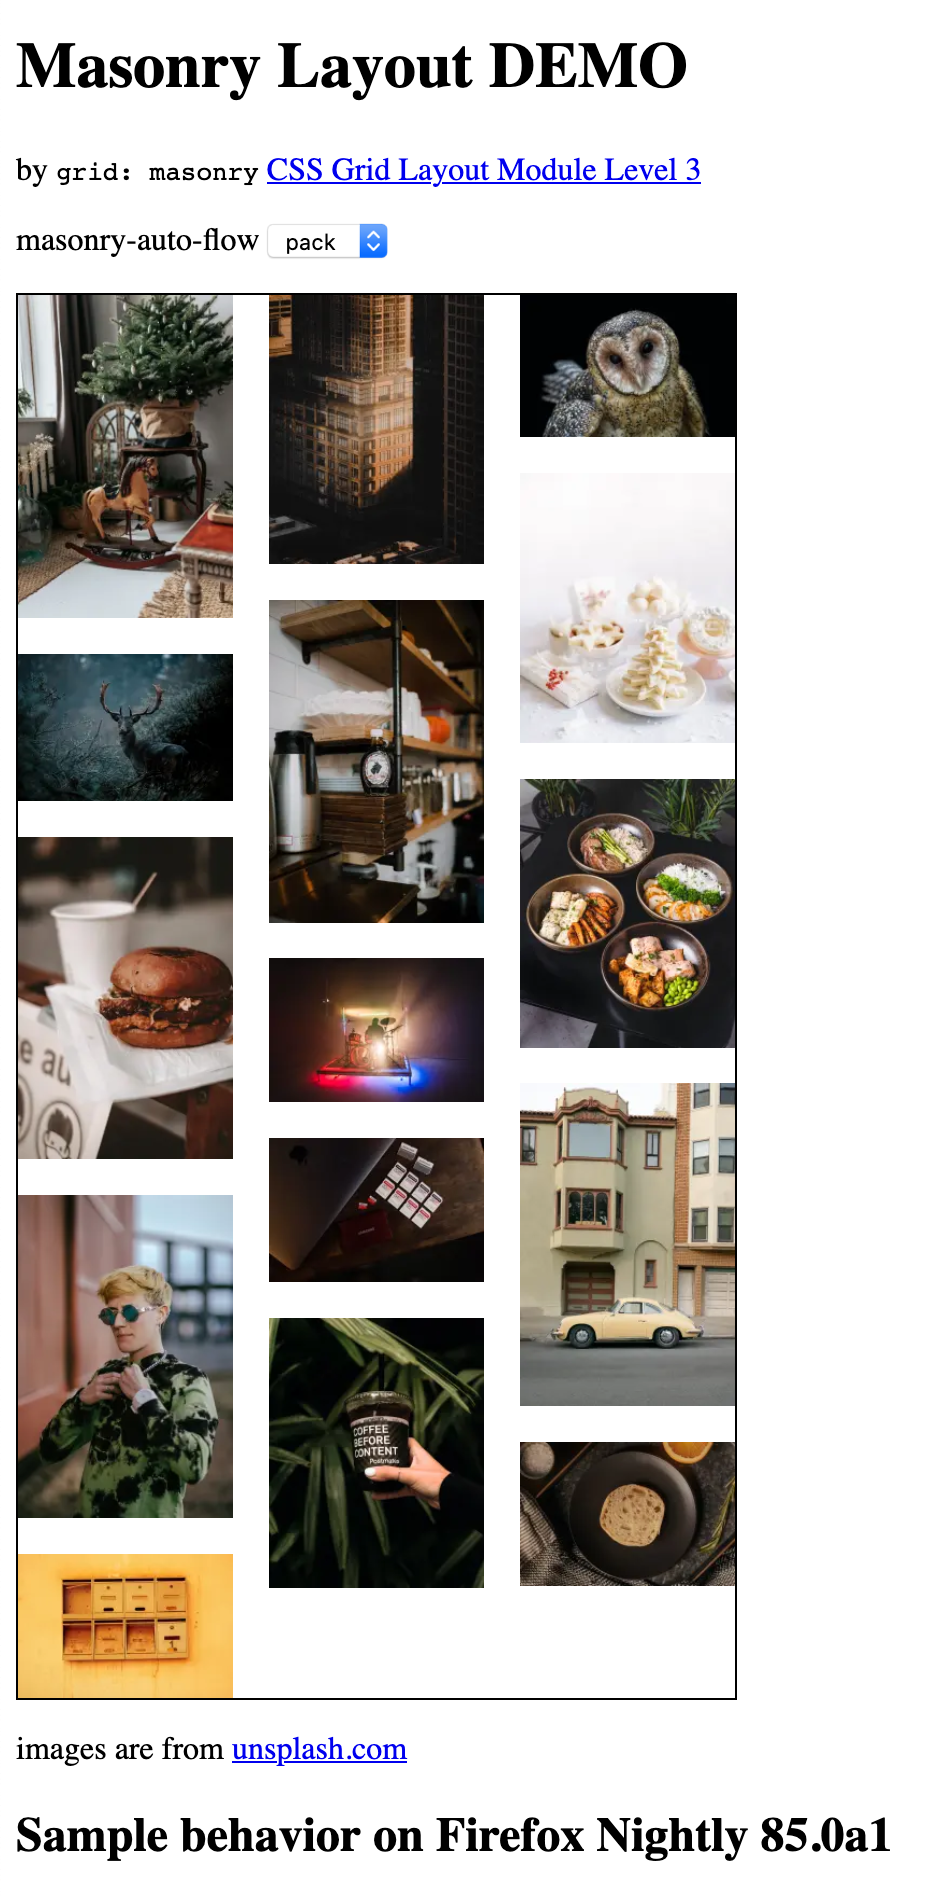 Masonry Layout DEMO
by grid: masonry CSS Grid Layout Module Level 3
masonry-auto-flow pack
e au
COFFEE
BEFORE
CONTENT
Postmates
images are from unsplash.com
Sample behavior on Firefox Nightly 85.0a1